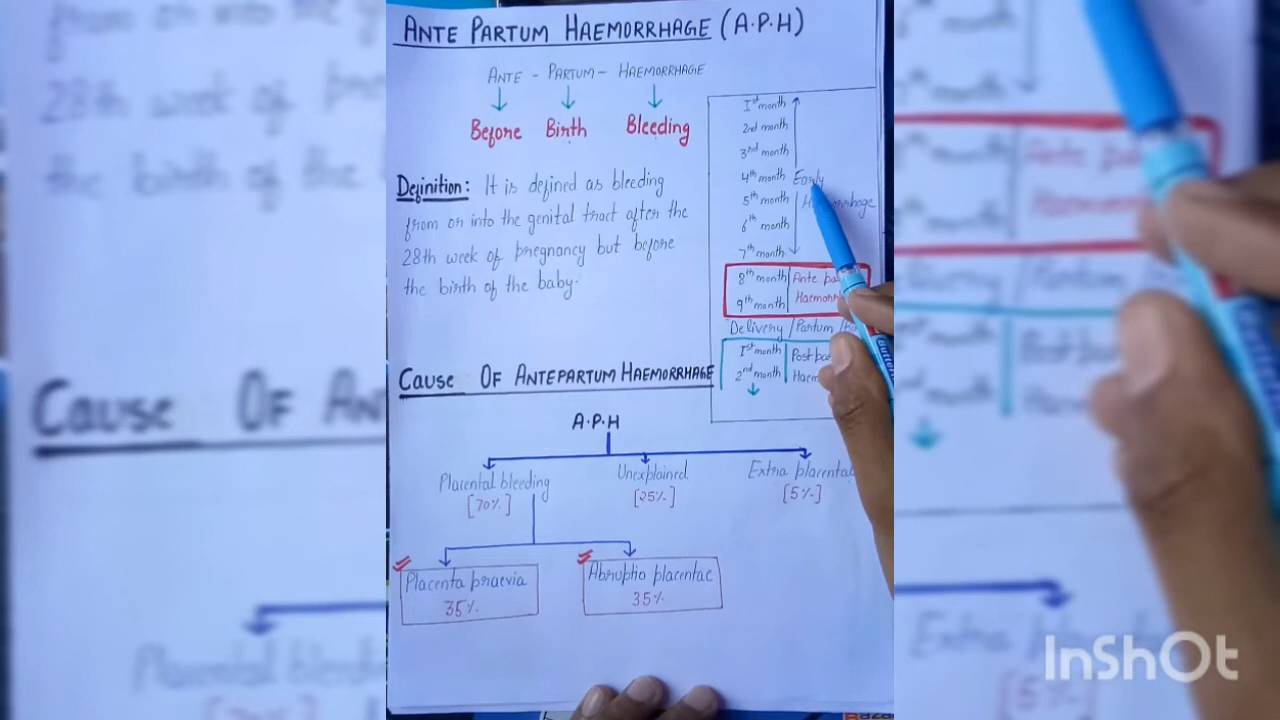 ANTE PARTUM HAEMORRHAGE (A.P.H)
ANTE - PARTUM - HAEMORRHAGE
Before Birth Bleeding
Definition: It is defined as bleeding
from or into the genital tract after the
28th week of pregnancy but before
the birth of the baby.
1st month
2nd month
3rd month
4th month Early
5th month
6th month
7th month
8th month Ante
9th month
Delivery / Partum
1st month Post
2nd month
CAUSE OF ANTEPARTUM HAEMORRHAGE
A.P.H
Placental bleeding Unexplained Extra placental
[70%] [25%] [5%]
Placenta praevia Abruptio placentae
35% 35%
InShOt